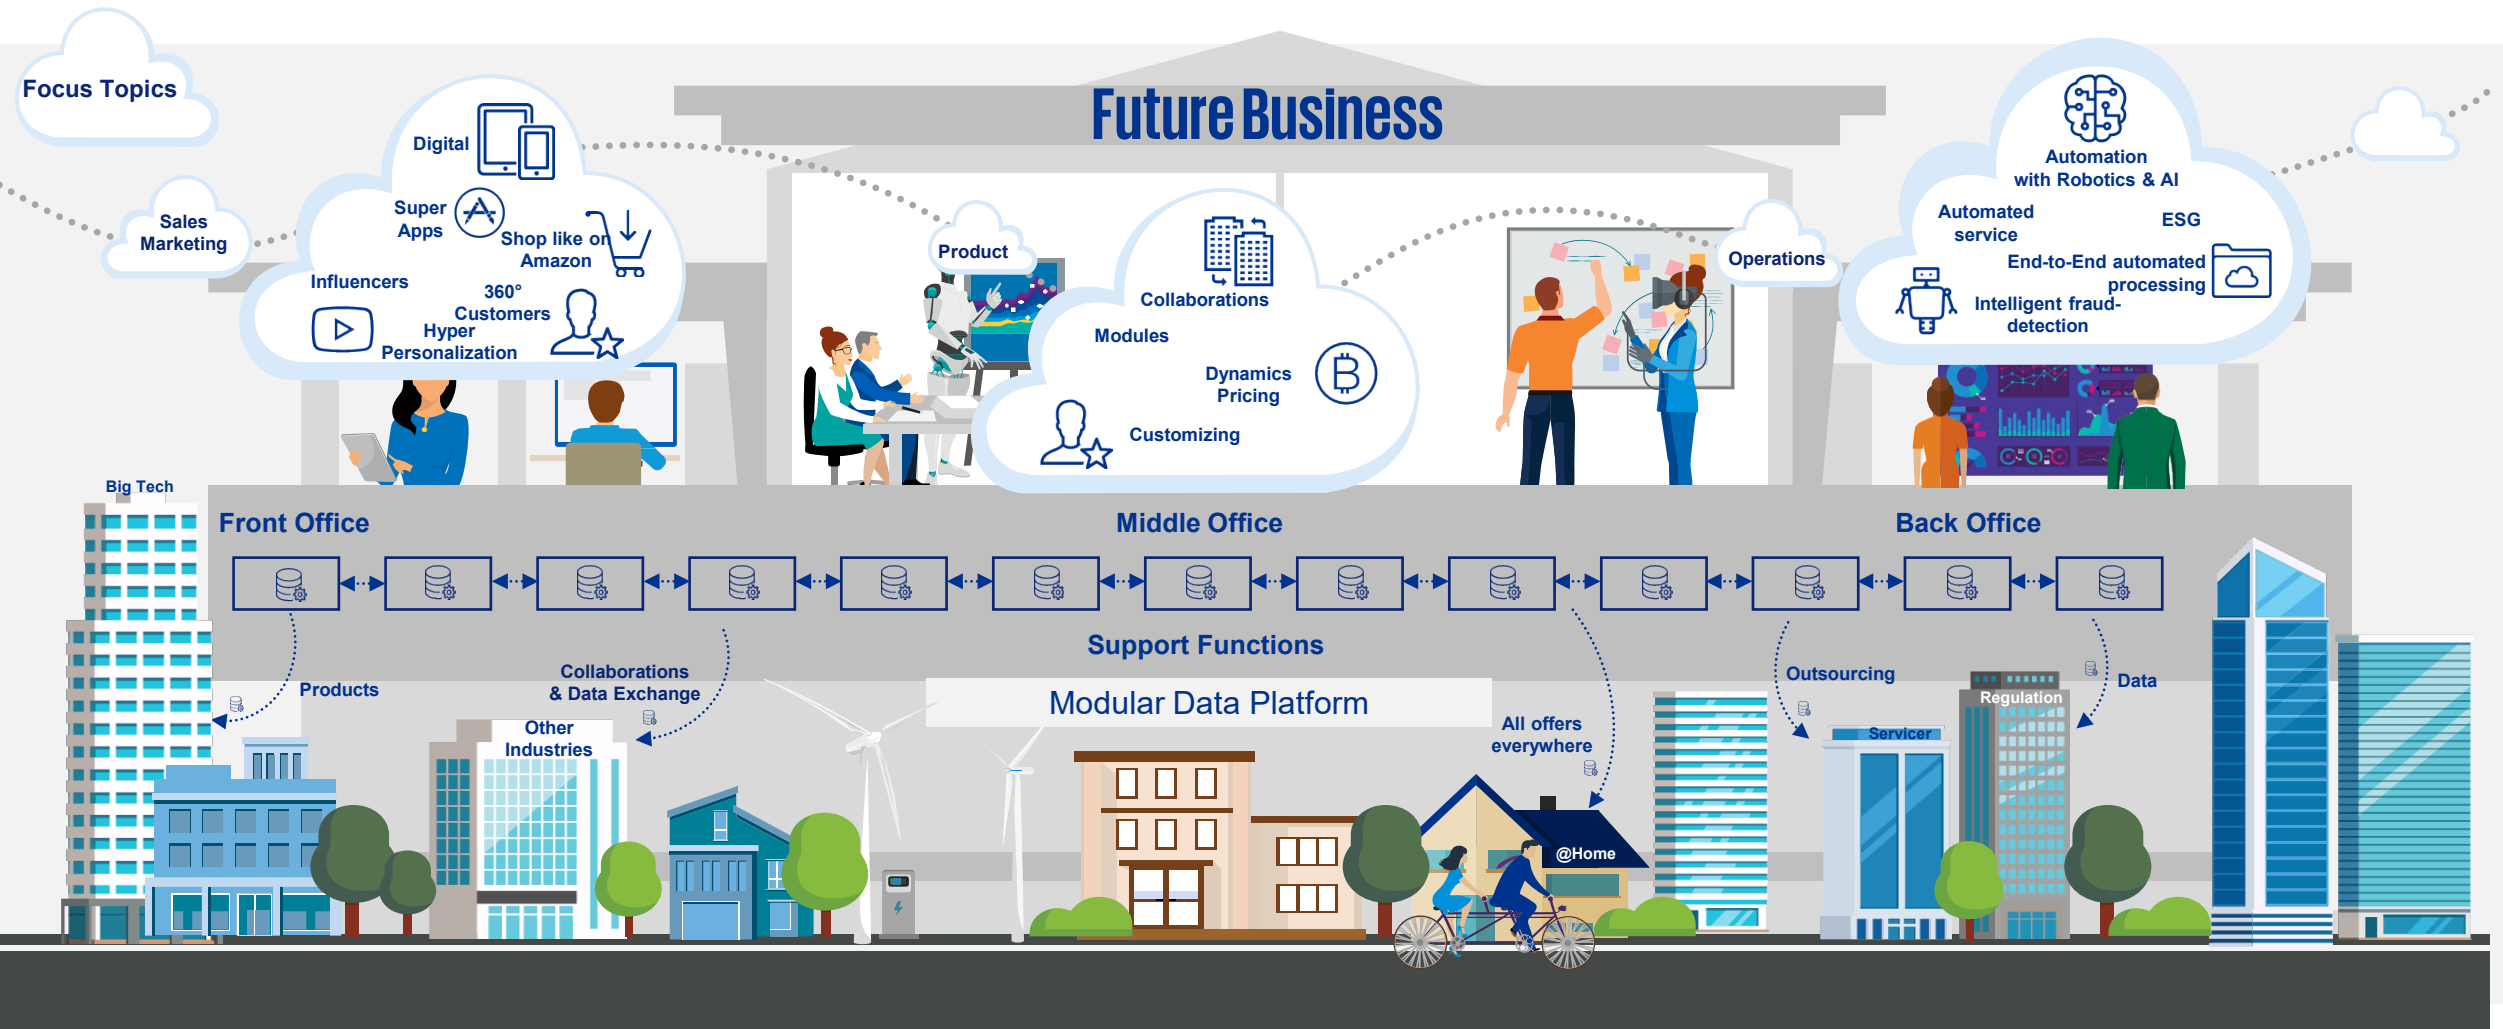 Focus Topics
Future Business
Sales
Marketing
Digital
Super
Apps
Shop like on
Amazon
Influencers
360°
Customers
Hyper
Personalization
Product
Collaborations
Modules
Dynamics
Pricing
Customizing
Operations
Automation
with Robotics & AI
Automated
service
ESG
End-to-End automated
processing
Intelligent fraud-
detection
Big Tech
Front Office
Middle Office
Back Office
Support Functions
Modular Data Platform
Products
Collaborations
& Data Exchange
Other
Industries
All offers
everywhere
@Home
Outsourcing
Servicer
Regulation
Data